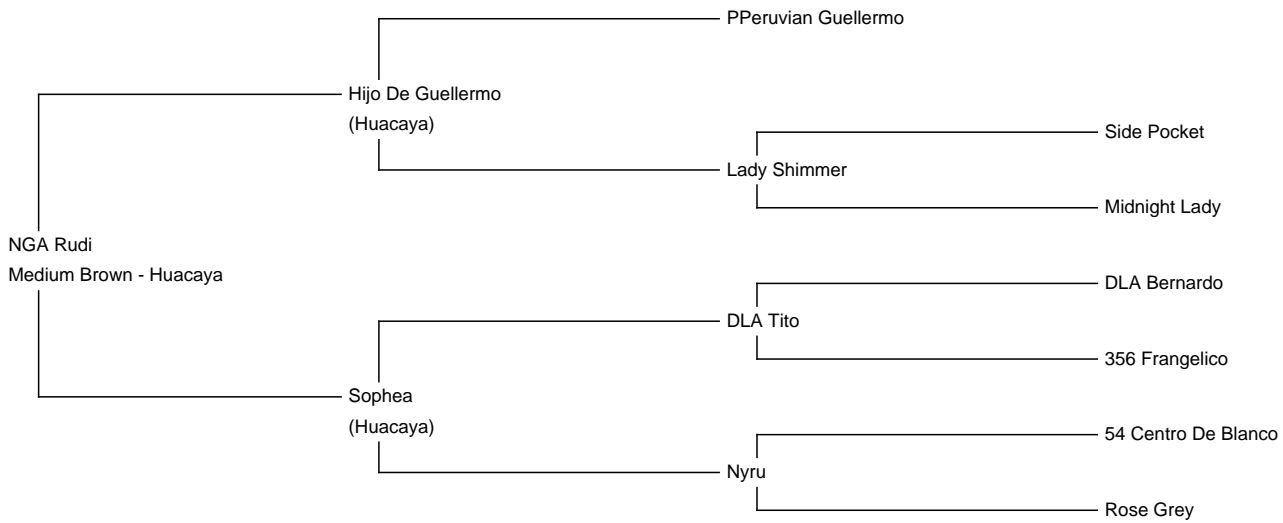 PPeruvian Guellermo
Hijo De Guellermo
(Huacaya)
Side Pocket
Lady Shimmer
Midnight Lady
NGA Rudi
Medium Brown - Huacaya
DLA Bernardo
DLA Tito
356 Frangelico
Sophea
(Huacaya)
54 Centro De Blanco
Nyru
Rose Grey